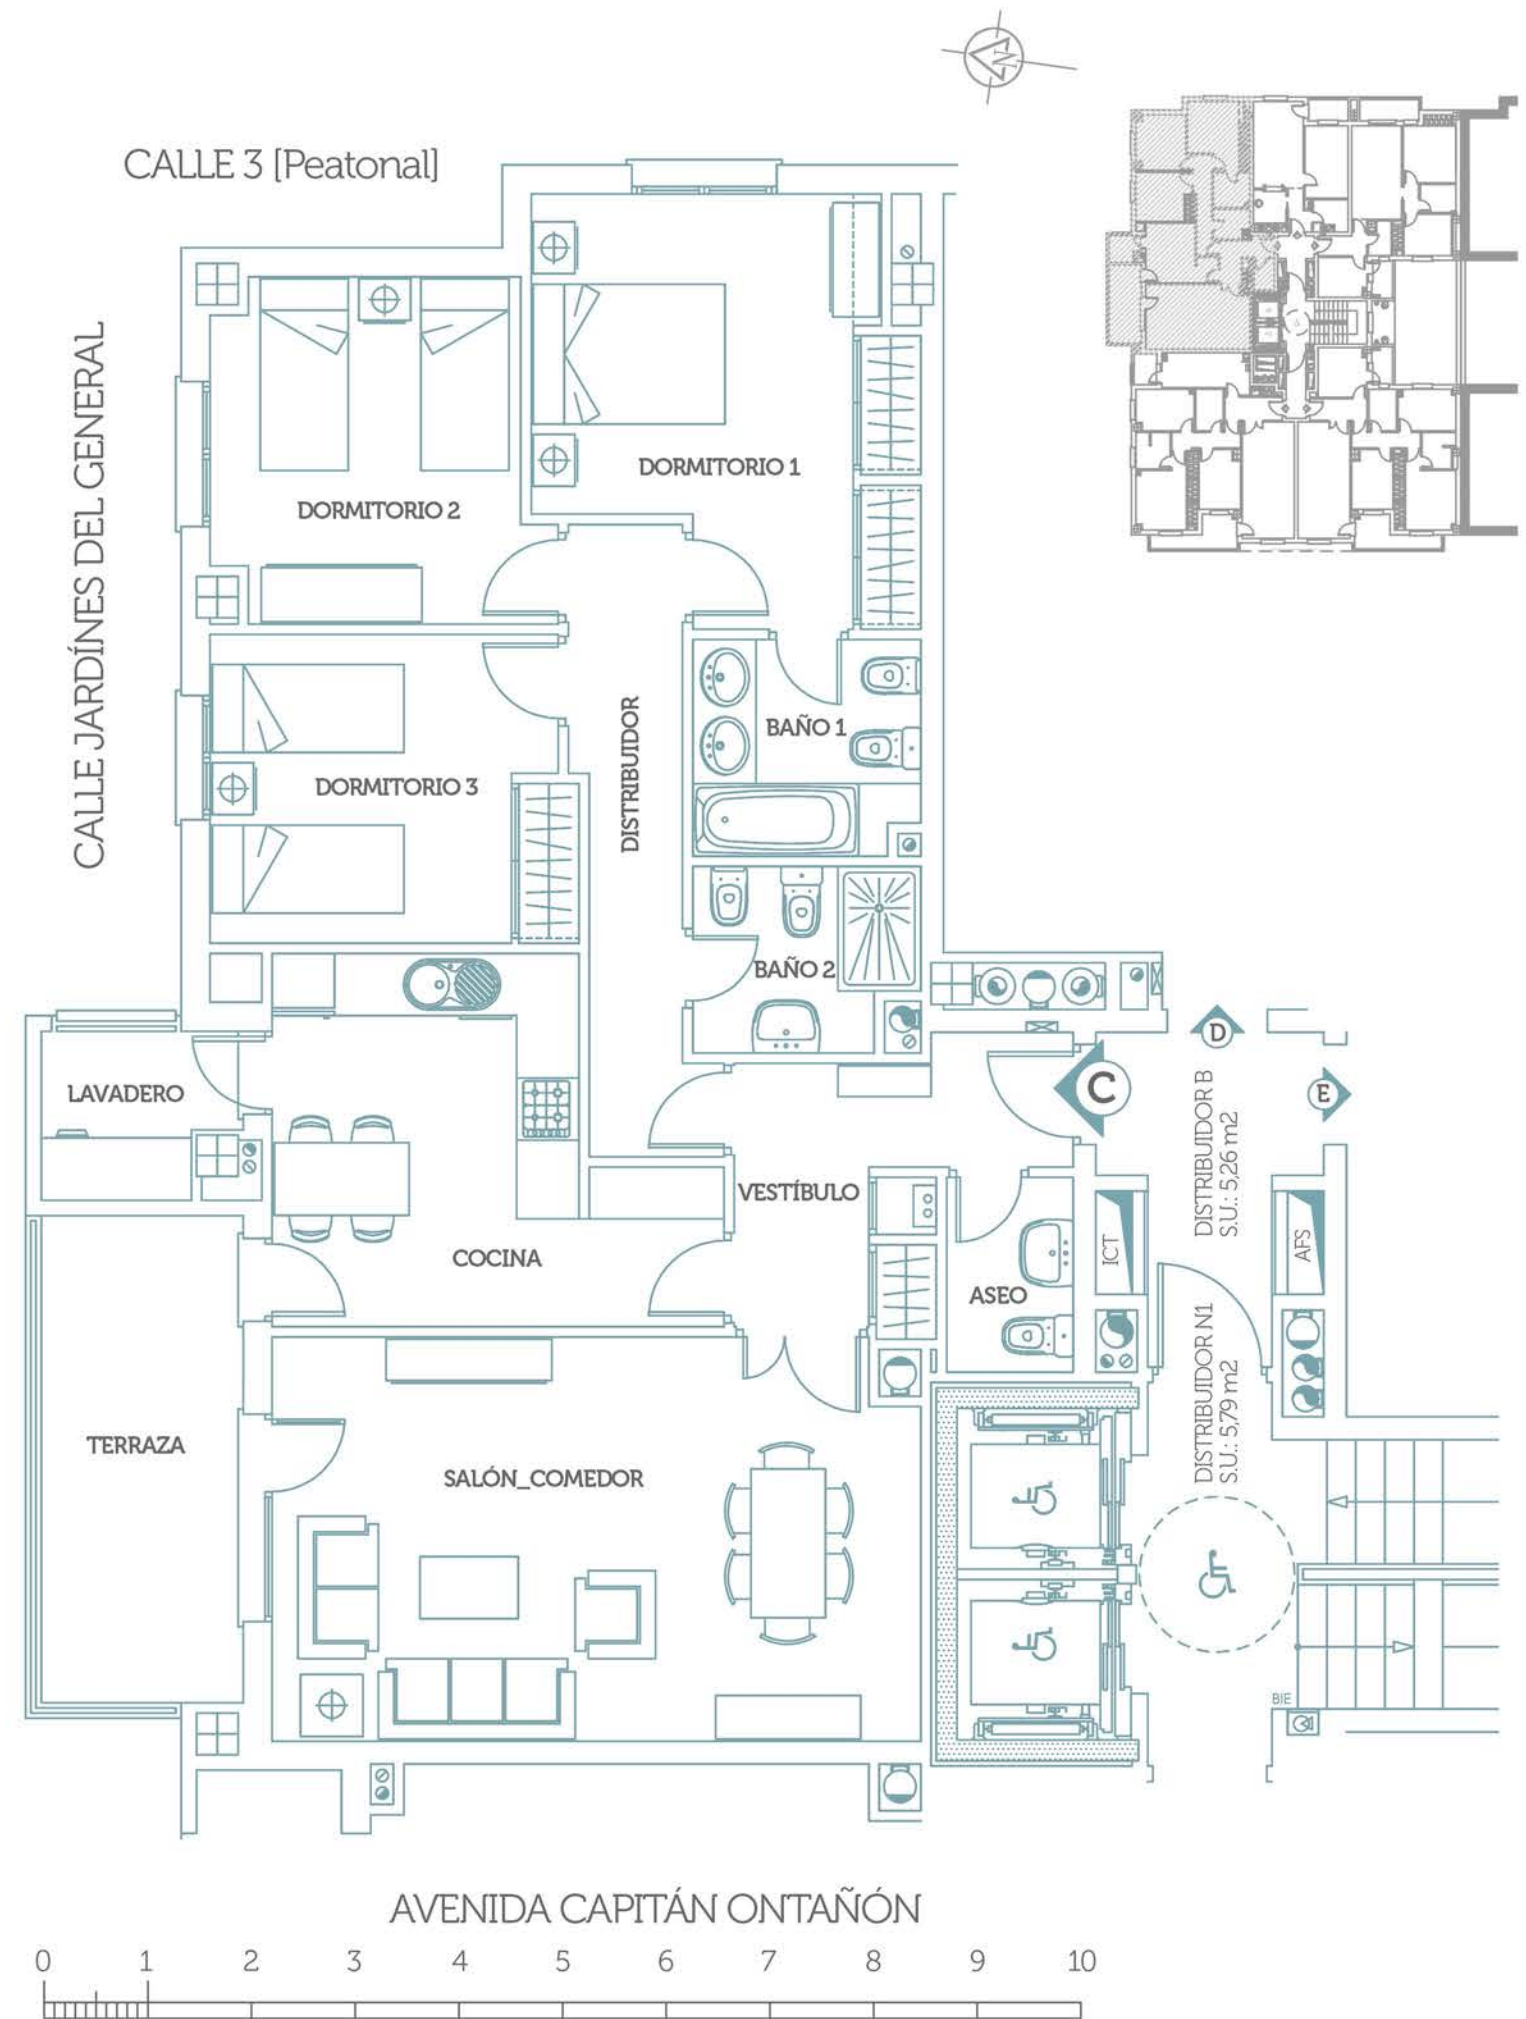 N
CALLE 3 [Peatonal]
CALLE JARDÍNES DEL GENERAL
DORMITORIO 1
DORMITORIO 2
BAÑO 1
DORMITORIO 3
DISTRIBUIDOR
BAÑO 2
D
LAVADERO
C
E
DISTRIBUIDOR B
S.U.: 5,26 m2
VESTÍBULO
COCINA
ASEO
ICT
AFS
DISTRIBUIDOR N1
S.U.: 5,79 m2
TERRAZA
SALÓN_COMEDOR
BIE
AVENIDA CAPITÁN ONTAÑÓN
0 1 2 3 4 5 6 7 8 9 10